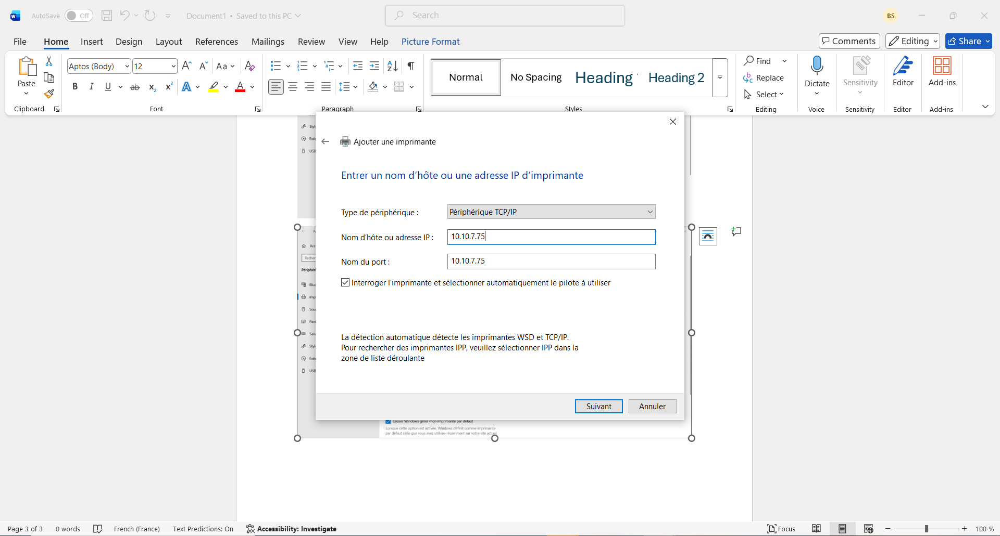 AutoSave Off Document1 • Saved to this PC Search BS
File Home Insert Design Layout References Mailings Review View Help Picture Format Comments Editing Share
Paste
Clipboard
Aptos (Body) 12 Aa
B I U ab x2 x2 A A
Font
Paragraph
Normal No Spacing Heading 1 Heading 2
Styles
Find
Replace
Select
Editing
Dictate
Voice
Sensitivity
Sensitivity
Editor
Editor
Add-ins
Add-ins
Ajouter une imprimante
Entrer un nom d'hôte ou une adresse IP d'imprimante
Type de périphérique : Périphérique TCP/IP
Nom d'hôte ou adresse IP : 10.10.7.75
Nom du port : 10.10.7.75
Interroger l'imprimante et sélectionner automatiquement le pilote à utiliser
La détection automatique détecte les imprimantes WSD et TCP/IP.
Pour rechercher des imprimantes IPP, veuillez sélectionner IPP dans la
zone de liste déroulante
Suivant Annuler
Laisser Windows gérer mon imprimante par défaut
Lorsque cette option est activée, Windows définit comme imprimante
par défaut celle que vous avez utilisée récemment sur votre site actuel.
Page 3 of 3 0 words French (France) Text Predictions: On Accessibility: Investigate Focus 100 %